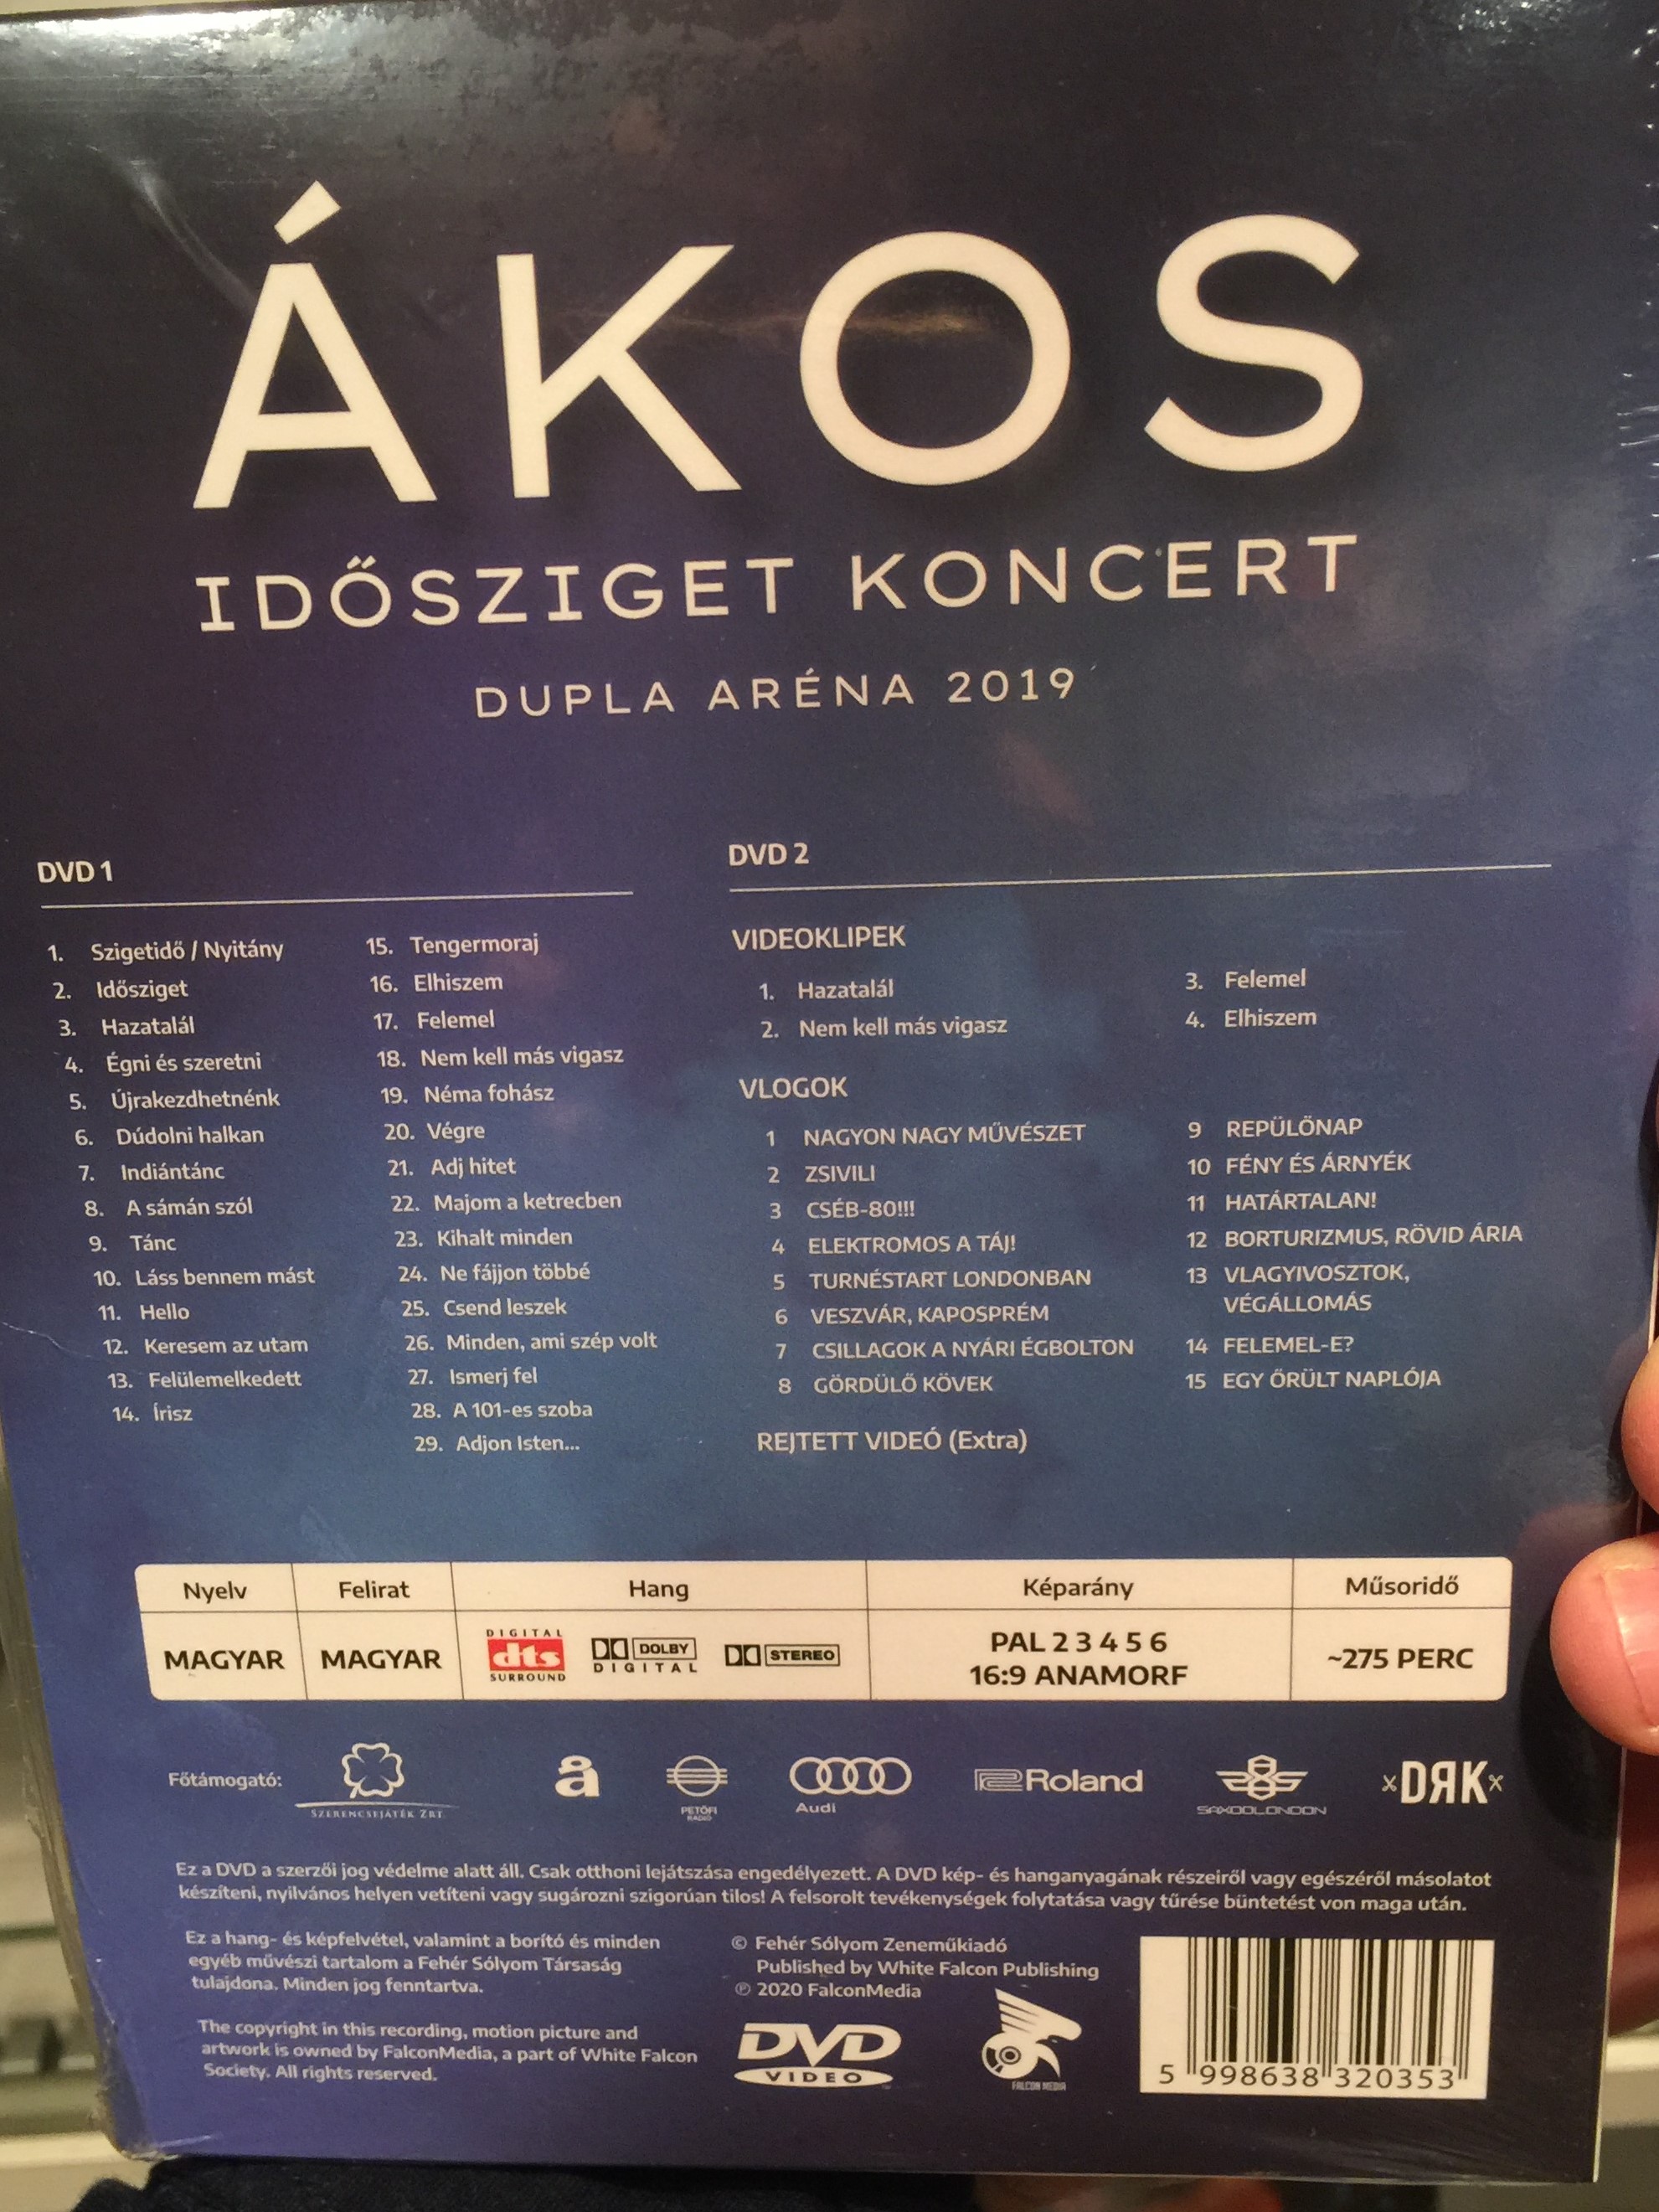 ÁKOS
IDŐSZIGET KONCERT
DUPLA ARÉNA 2019
DVD 1
1. Szigetidő / Nyitány
2. Idősziget
3. Hazatalál
4. Égni és szeretni
5. Újrakezdhetnénk
6. Dúdolni halkan
7. Indiántánc
8. A sámán szól
9. Tánc
10. Láss bennem mást
11. Hello
12. Keresem az utam
13. Felülemelkedett
14. Írisz
15. Tengermoraj
16. Elhiszem
17. Felemel
18. Nem kell más vigasz
19. Néma fohász
20. Végre
21. Adj hitet
22. Majom a ketrecben
23. Kihalt minden
24. Ne fájjon többé
25. Csend leszek
26. Minden, ami szép volt
27. Ismerj fel
28. A 101-es szoba
29. Adjon Isten...
DVD 2
VIDEOKLIPEK
1. Hazatalál
2. Nem kell más vigasz
3. Felemel
4. Elhiszem
VLOGOK
1 NAGYON NAGY MŰVÉSZET
2 ZSIVILI
3 CSÉB-80!!!
4 ELEKTROMOS A TÁJ!
5 TURNÉSTART LONDONBAN
6 VESZVÁR, KAPOSPRÉM
7 CSILLAGOK A NYÁRI ÉGBOLTON
8 GÖRDÜLŐ KÖVEK
9 REPÜLŐNAP
10 FÉNY ÉS ÁRNYÉK
11 HATÁRTALAN!
12 BORTURIZMUS, RÖVID ÁRIA
13 VLAGYIVOSZTOK,
VÉGÁLLOMÁS
14 FELEMEL-E?
15 EGY ŐRÜLT NAPLÓJA
REJTETT VIDEÓ (Extra)
Nyelv Felirat Hang Képarány Műsoridő
MAGYAR MAGYAR DIGITAL dts SURROUND DOLBY DIGITAL STEREO PAL 2 3 4 5 6 ~275 PERC
16:9 ANAMORF
Főtámogató: SZERENCSEJÁTÉK ZRT. å PETŐFI RÁDIÓ Audi Roland SAXOOLONDON xDЯKx
Ez a DVD a szerzői jog védelme alatt áll. Csak otthoni lejátszása engedélyezett. A DVD kép- és hanganyagának részeiről vagy egészéről másolatot
készíteni, nyilvános helyen vetíteni vagy sugározni szigorúan tilos! A felsorolt tevékenységek folytatása vagy tűrése büntetést von maga után.
Ez a hang- és képfelvétel, valamint a borító és minden
egyéb művészi tartalom a Fehér Sólyom Társaság
tulajdona. Minden jog fenntartva.
The copyright in this recording, motion picture and
artwork is owned by FalconMedia, a part of White Falcon
Society. All rights reserved.
© Fehér Sólyom Zeneműkiadó
Published by White Falcon Publishing
℗ 2020 FalconMedia
DVD
VIDEO
FALCON MEDIA
5 998638 320353